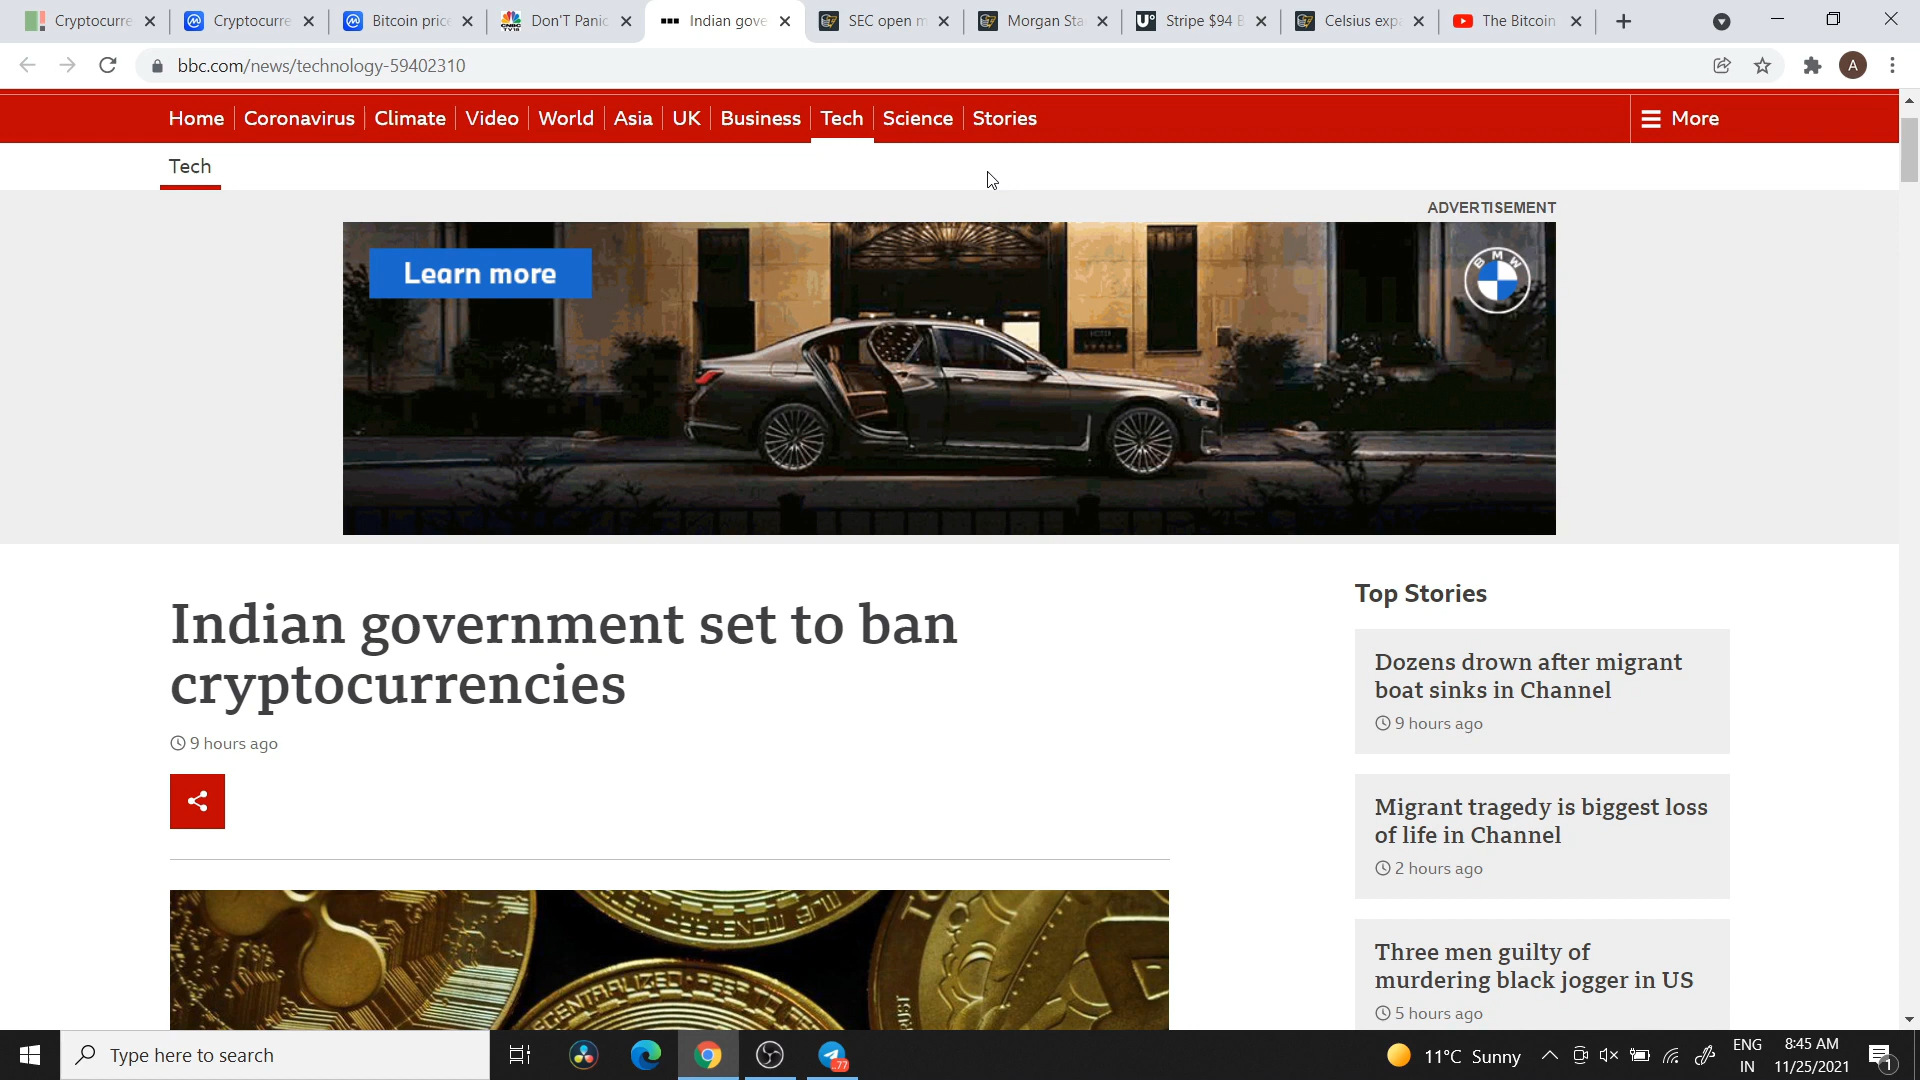 Cryptocurre
Cryptocurre
Bitcoin price
Don'T Panic
Indian gove
SEC open m
Morgan Sta
Stripe $94 B
Celsius expa
The Bitcoin
bbc.com/news/technology-59402310
A
Home
Coronavirus
Climate
Video
World
Asia
UK
Business
Tech
Science
Stories
More
Tech
ADVERTISEMENT
Learn more
BMW
Indian government set to ban
cryptocurrencies
9 hours ago
Top Stories
Dozens drown after migrant
boat sinks in Channel
9 hours ago
Migrant tragedy is biggest loss
of life in Channel
2 hours ago
Three men guilty of
murdering black jogger in US
5 hours ago
Type here to search
77
11°C Sunny
ENG
IN
8:45 AM
11/25/2021
1